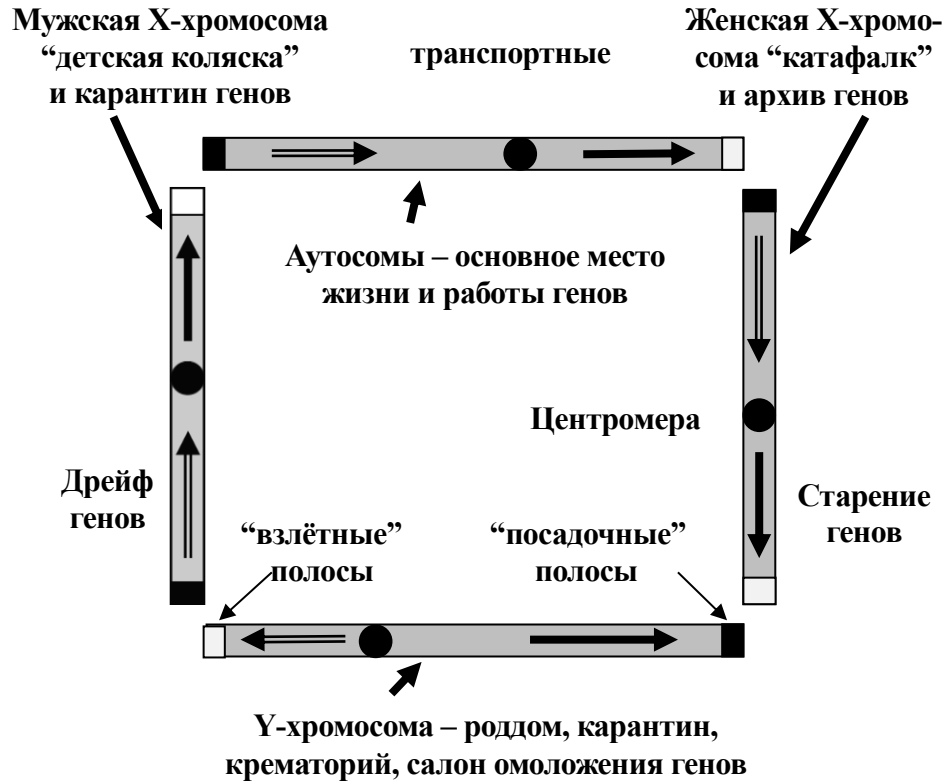 Мужская X-хромосома
“детская коляска”
и карантин генов
транспортные
Женская X-хромо-
сома “катафалк”
и архив генов
Аутосомы – основное место
жизни и работы генов
Центромера
Дрейф
генов
Старение
генов
“взлётные”
полосы
“посадочные”
полосы
Y-хромосома – роддом, карантин,
крематорий, салон омоложения генов